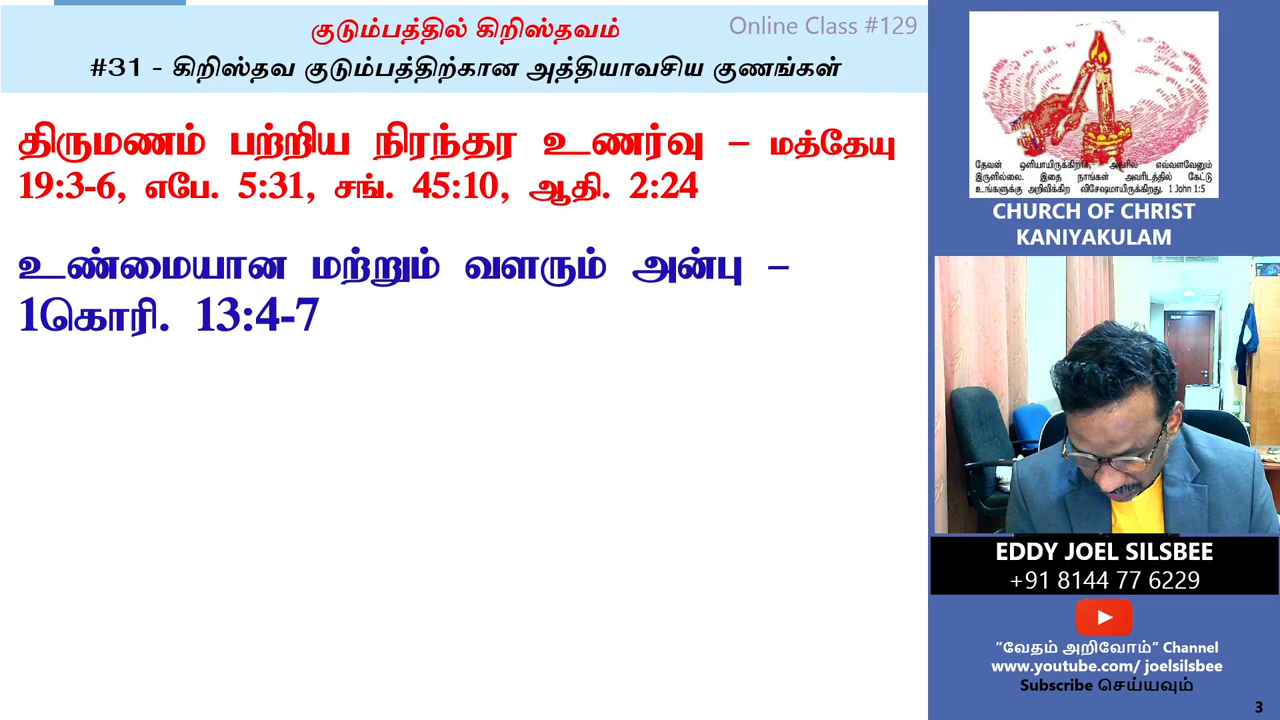 குடும்பத்தில் கிறிஸ்தவம்
Online Class #129
#31 - கிறிஸ்தவ குடும்பத்திற்கான அத்தியாவசிய குணங்கள்
திருமணம் பற்றிய நிரந்தர உணர்வு – மத்தேயு
19:3-6, எபே. 5:31, சங். 45:10, ஆதி. 2:24
உண்மையான மற்றும் வளரும் அன்பு –
1கொரி. 13:4-7
தேவன் ஒளியாயிருக்கிறார், அவரில் எவ்வளவேனும்
இருளில்லை. இதை நாங்கள் அவரிடத்தில் கேட்டு
உங்களுக்கு அறிவிக்கிற விசேஷமாயிருக்கிறது. 1 John 1:5
CHURCH OF CHRIST
KANIYAKULAM
EDDY JOEL SILSBEE
+91 8144 77 6229
"வேதம் அறிவோம்" Channel
www.youtube.com/ joelsilsbee
Subscribe செய்யவும்
3